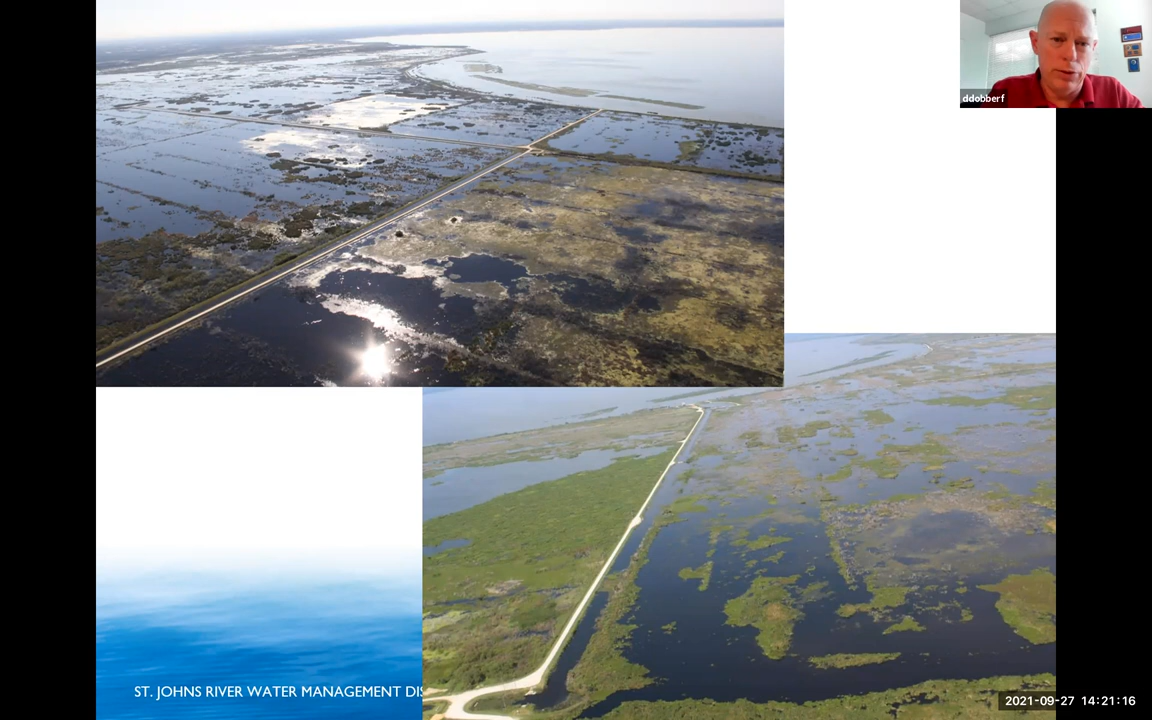 ddobberf
ST. JOHNS RIVER WATER MANAGEMENT DIS
2021-09-27 14:21:16